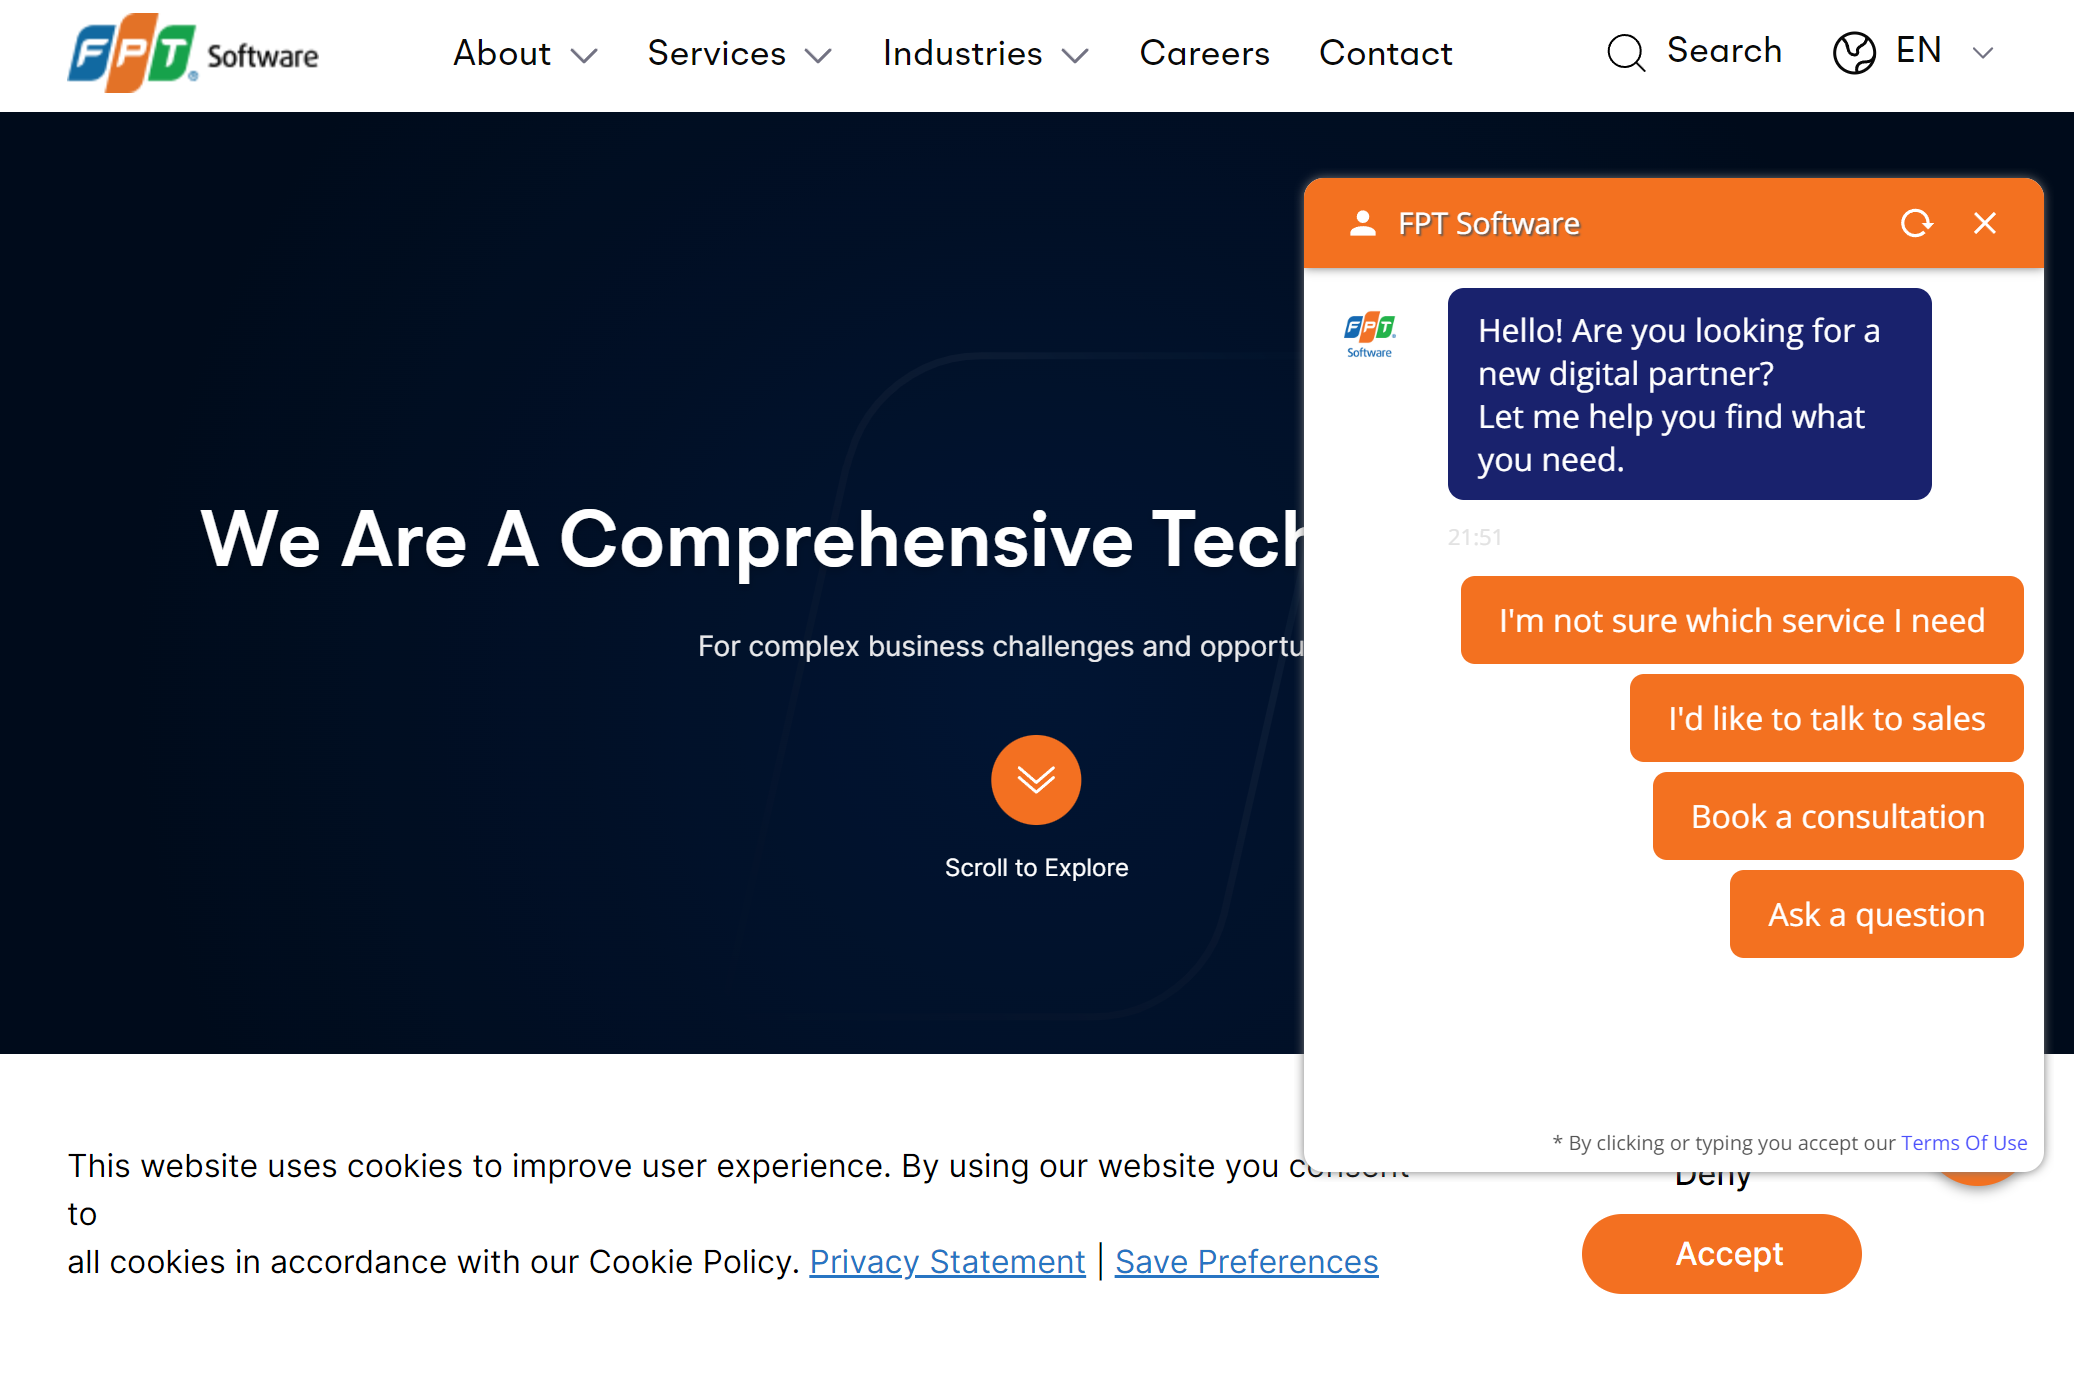 FPT Software
About
Services
Industries
Careers
Contact
Search
EN
We Are A Comprehensive Tech
For complex business challenges and opportu
Scroll to Explore
FPT Software
FPT
Software
Hello! Are you looking for a
new digital partner?
Let me help you find what
you need.
21:51
I'm not sure which service I need
I'd like to talk to sales
Book a consultation
Ask a question
* By clicking or typing you accept our Terms Of Use
This website uses cookies to improve user experience. By using our website you consent
to
all cookies in accordance with our Cookie Policy. Privacy Statement | Save Preferences
Deny
Accept